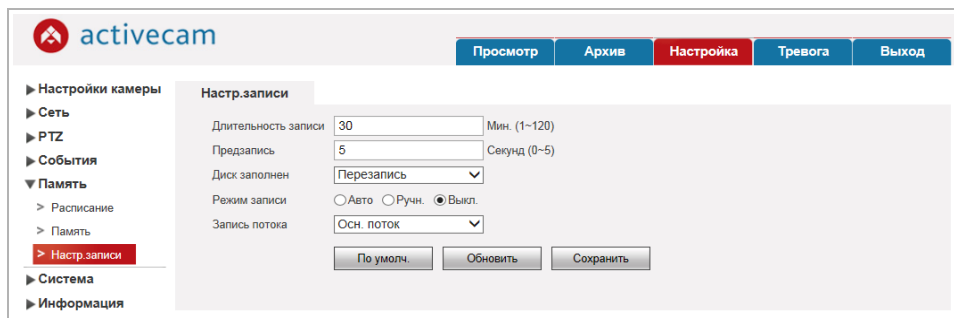 activecam
Просмотр Архив Настройка Тревога Выход
Настройки камеры
Сеть
PTZ
События
Память
> Расписание
> Память
> Настр.записи
Система
Информация
Настр.записи
Длительность записи 30 Мин. (1~120)
Предзапись 5 Секунд (0~5)
Диск заполнен Перезапись
Режим записи Авто Ручн. Выкл.
Запись потока Осн. поток
По умолч. Обновить Сохранить